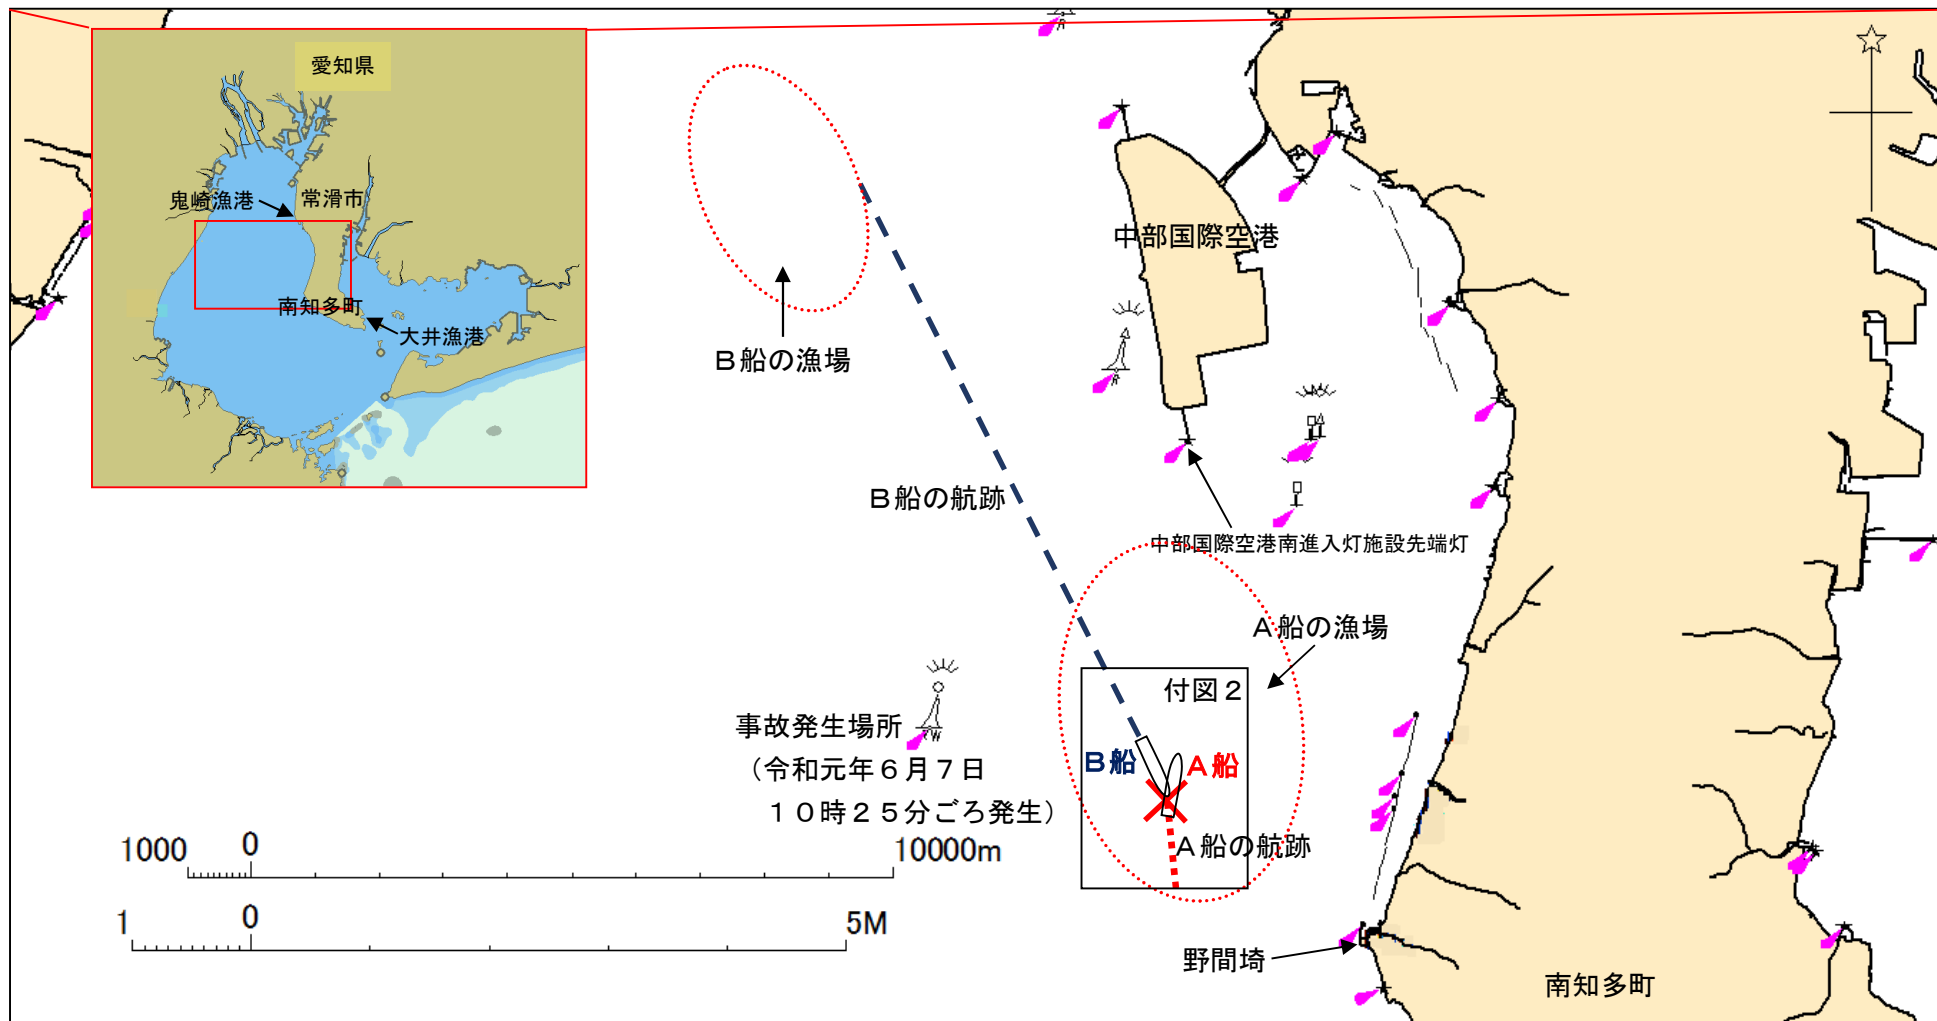 愛知県
鬼崎漁港
常滑市
南知多町
大井漁港
中部国際空港
B船の漁場
B船の航跡
中部国際空港南進入灯施設先端灯
A船の漁場
付図2
事故発生場所
（令和元年6月7日
10時25分ごろ発生）
B船
A船
A船の航跡
1000
0
10000m
1
0
5M
野間埼
南知多町
R
R
RW